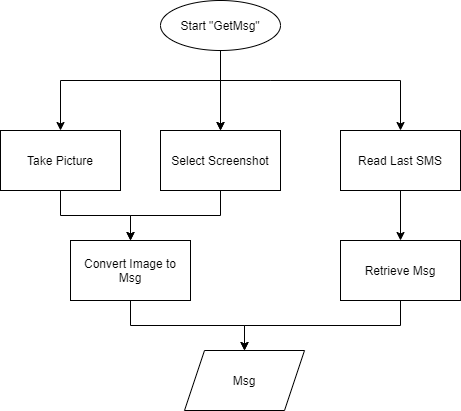 Start "GetMsg"
Take Picture
Select Screenshot
Read Last SMS
Convert Image to
Msg
Retrieve Msg
Msg